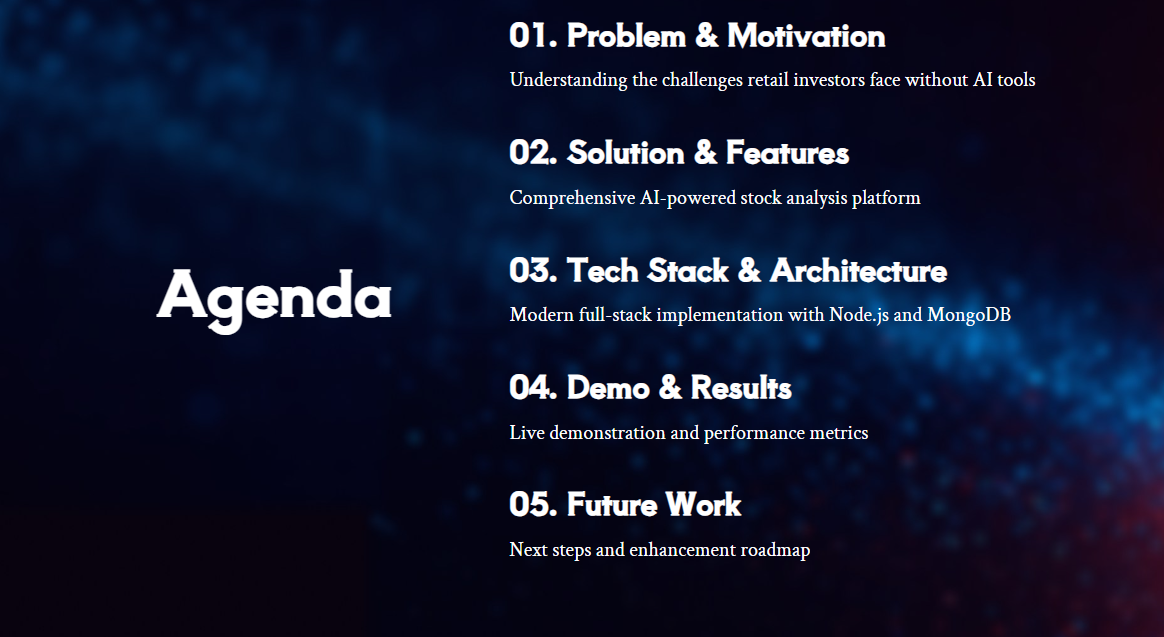 Agenda
01. Problem & Motivation
Understanding the challenges retail investors face without AI tools
02. Solution & Features
Comprehensive AI-powered stock analysis platform
03. Tech Stack & Architecture
Modern full-stack implementation with Node.js and MongoDB
04. Demo & Results
Live demonstration and performance metrics
05. Future Work
Next steps and enhancement roadmap